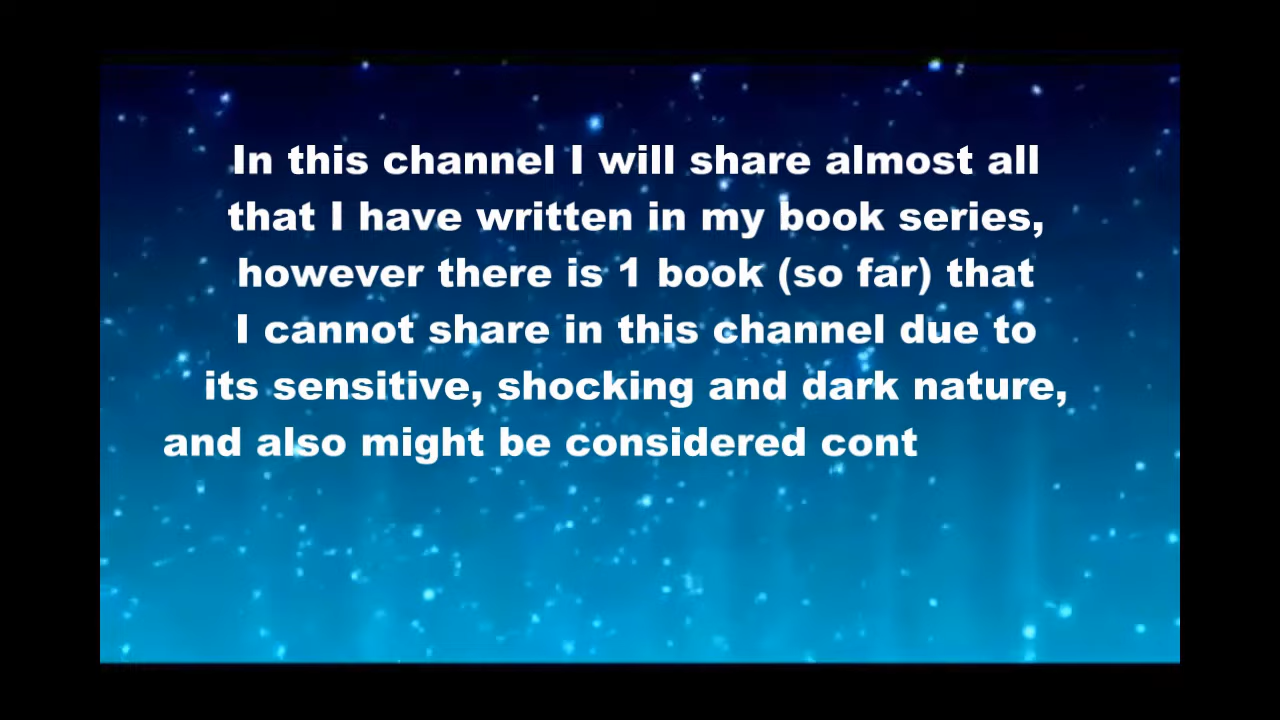 In this channel I will share almost all
that I have written in my book series,
however there is 1 book (so far) that
I cannot share in this channel due to
its sensitive, shocking and dark nature,
and also might be considered cont